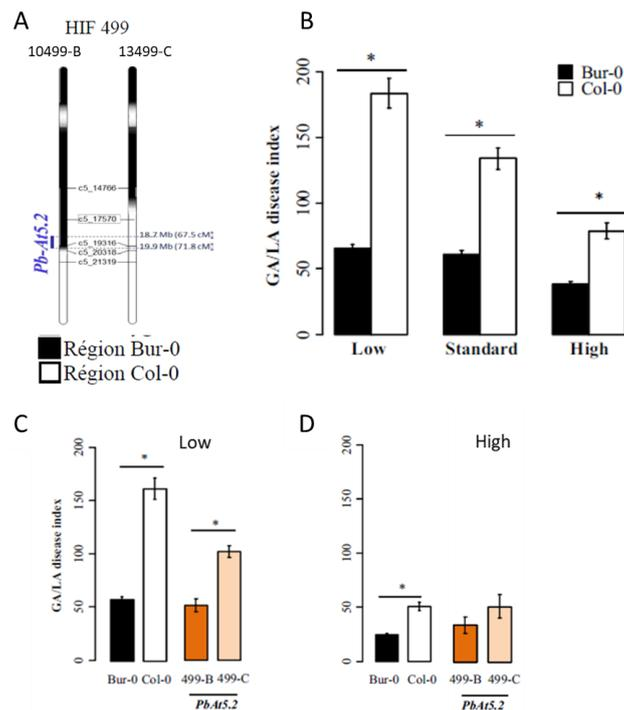 A
HIF 499
10499-B 13499-C
c5_14766
c5_17570
18.7 Mb (67.5 cM)
c5_19316
19.9 Mb (71.8 cM)
c5_20318
c5_21319
Pb-At5.2
Région Bur-0
Région Col-0
B
GA/LA disease index
0 50 100 150 200
* * *
Bur-0
Col-0
Low Standard High
C
Low
GA/LA disease index
0 50 100 150 200
* *
Bur-0 Col-0 499-B 499-C
PbAt5.2
D
High
0 50 100 150 200
*
Bur-0 Col-0 499-B 499-C
PbAt5.2